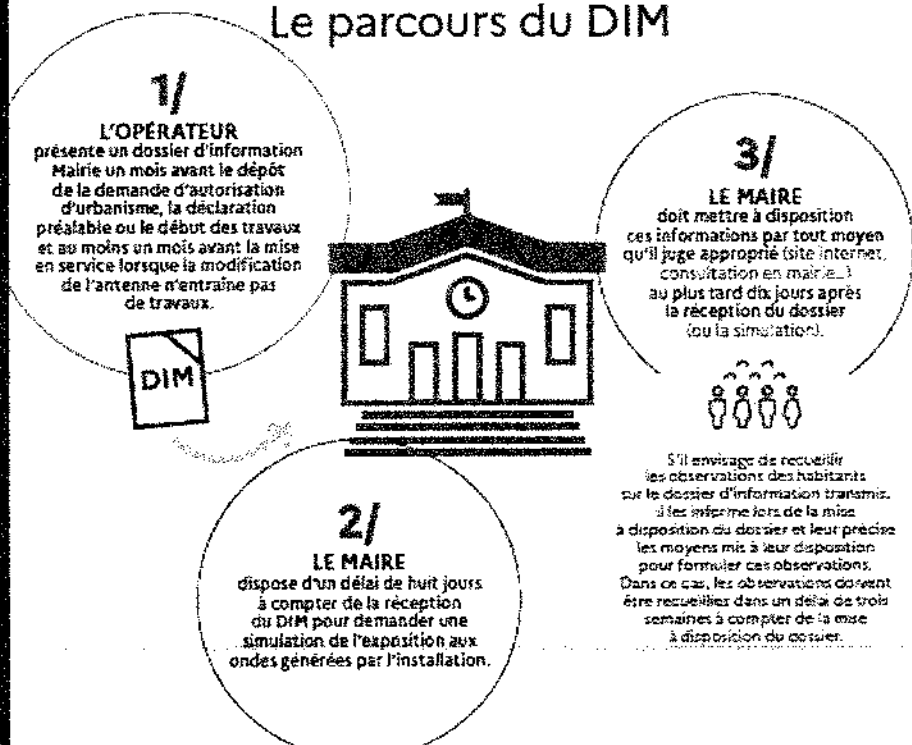 Le parcours du DIM
1/
L'OPÉRATEUR
présente un dossier d'information
Mairie un mois avant le dépôt
de la demande d'autorisation
d'urbanisme, la déclaration
préalable ou le début des travaux
et au moins un mois avant la mise
en service lorsque la modification
de l'antenne n'entraîne pas
de travaux.
DIM
2/
LE MAIRE
dispose d'un délai de huit jours
à compter de la réception
du DIM pour demander une
simulation de l'exposition aux
ondes générées par l'installation.
3/
LE MAIRE
doit mettre à disposition
ces informations par tout moyen
qu'il juge approprié (site internet,
consultation en mairie...)
au plus tard dix jours après
la réception du dossier
(ou la simulation).
S'il envisage de recueillir
les observations des habitants
sur le dossier d'information transmis,
il les informe lors de la mise
à disposition du dossier et leur précise
les moyens mis à leur disposition
pour formuler ces observations.
Dans ce cas, les observations doivent
être recueillies dans un délai de trois
semaines à compter de la mise
à disposition du dossier.